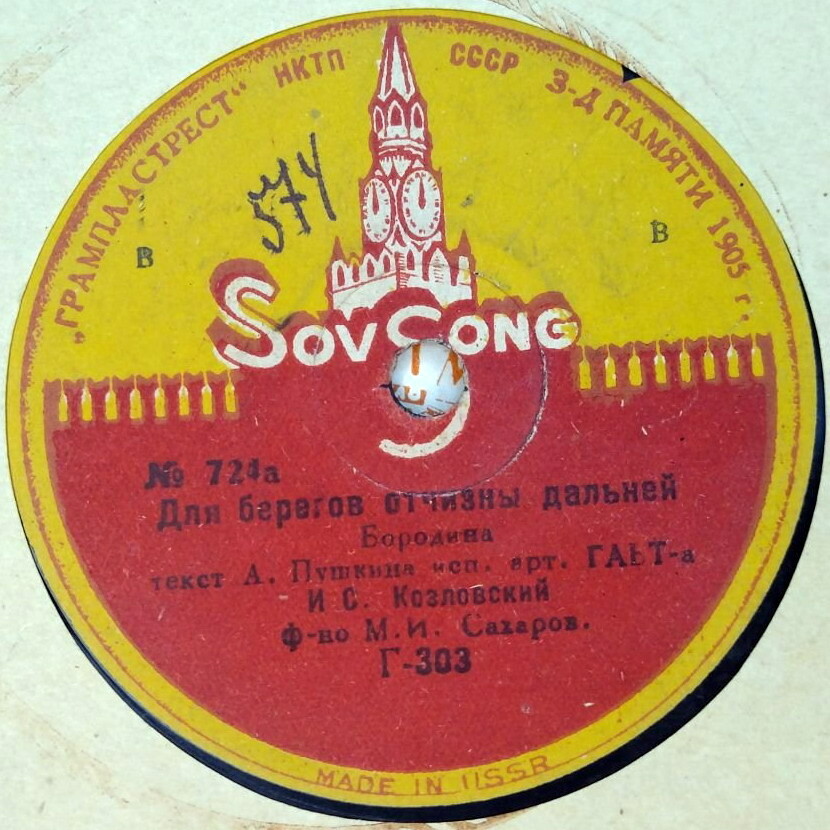 „ГРАМПЛАСТРЕСТ“ НКТП СССР З-Д ПАМЯТИ 1905 г.
574
В В
SOVSONG
№ 724а
Для берегов отчизны дальней
Бородина
текст А. Пушкина исп. арт. ГАБТ-а
И С. Козловский
ф-но М.И. Сахаров.
Г-303
MADE IN USSR